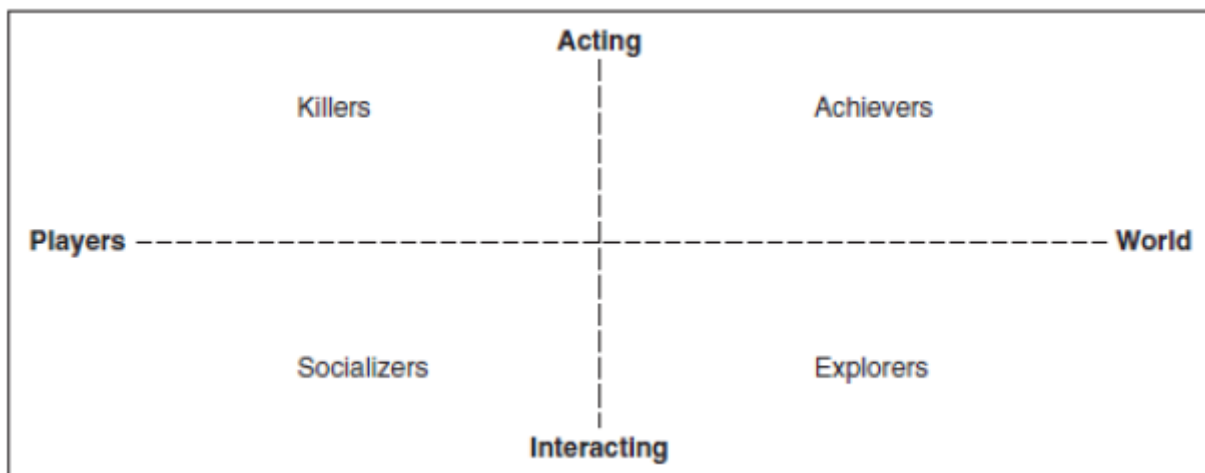 Acting
Killers Achievers
Players World
Socializers Explorers
Interacting